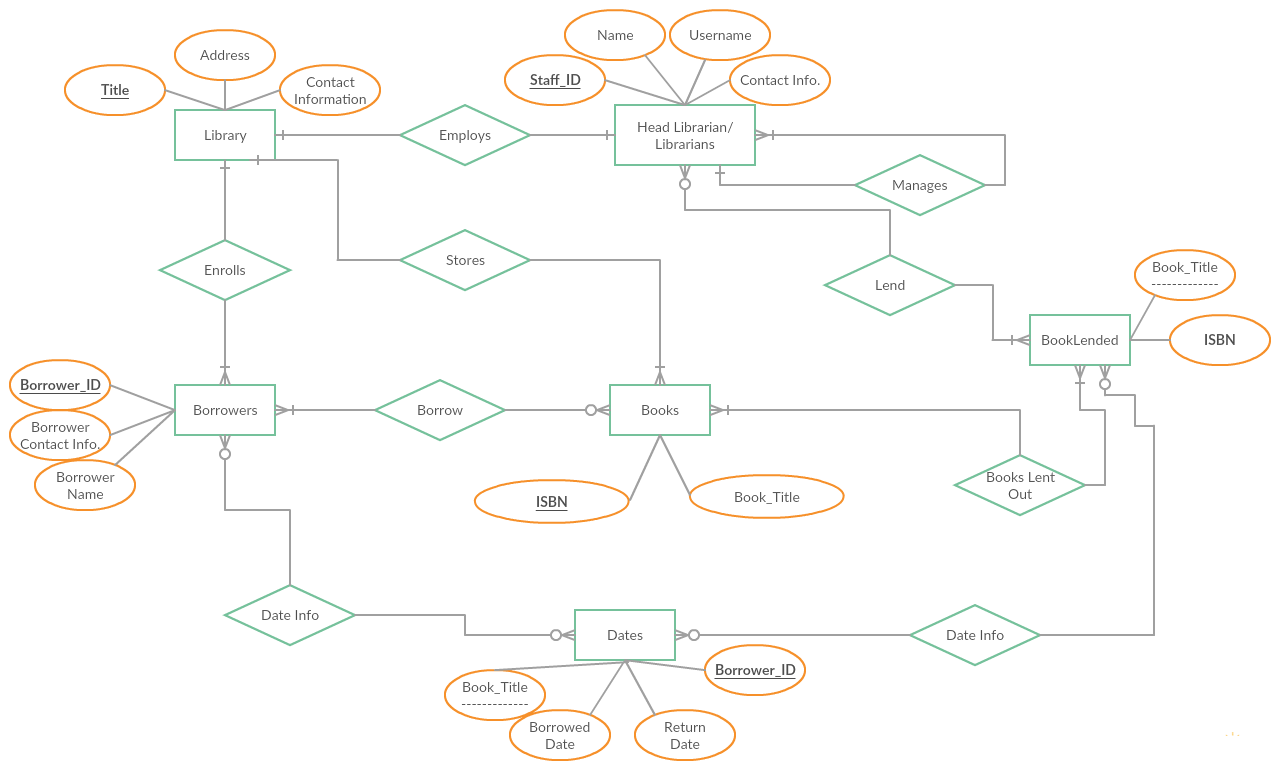 Name
Username
Address
Title
Contact
Information
Staff_ID
Contact Info.
Library
Employs
Head Librarian/
Librarians
Manages
Enrolls
Stores
Lend
Book_Title
BookLended
ISBN
Borrower_ID
Borrower
Contact Info.
Borrower
Name
Borrowers
Borrow
Books
ISBN
Book_Title
Books Lent
Out
Date Info
Dates
Date Info
Book_Title
Borrower_ID
Borrowed
Date
Return
Date